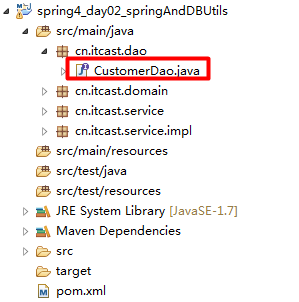 spring4_day02_springAndDBUtils
src/main/java
cn.itcast.dao
CustomerDao.java
cn.itcast.domain
cn.itcast.service
cn.itcast.service.impl
src/main/resources
src/test/java
src/test/resources
JRE System Library [JavaSE-1.7]
Maven Dependencies
src
target
pom.xml